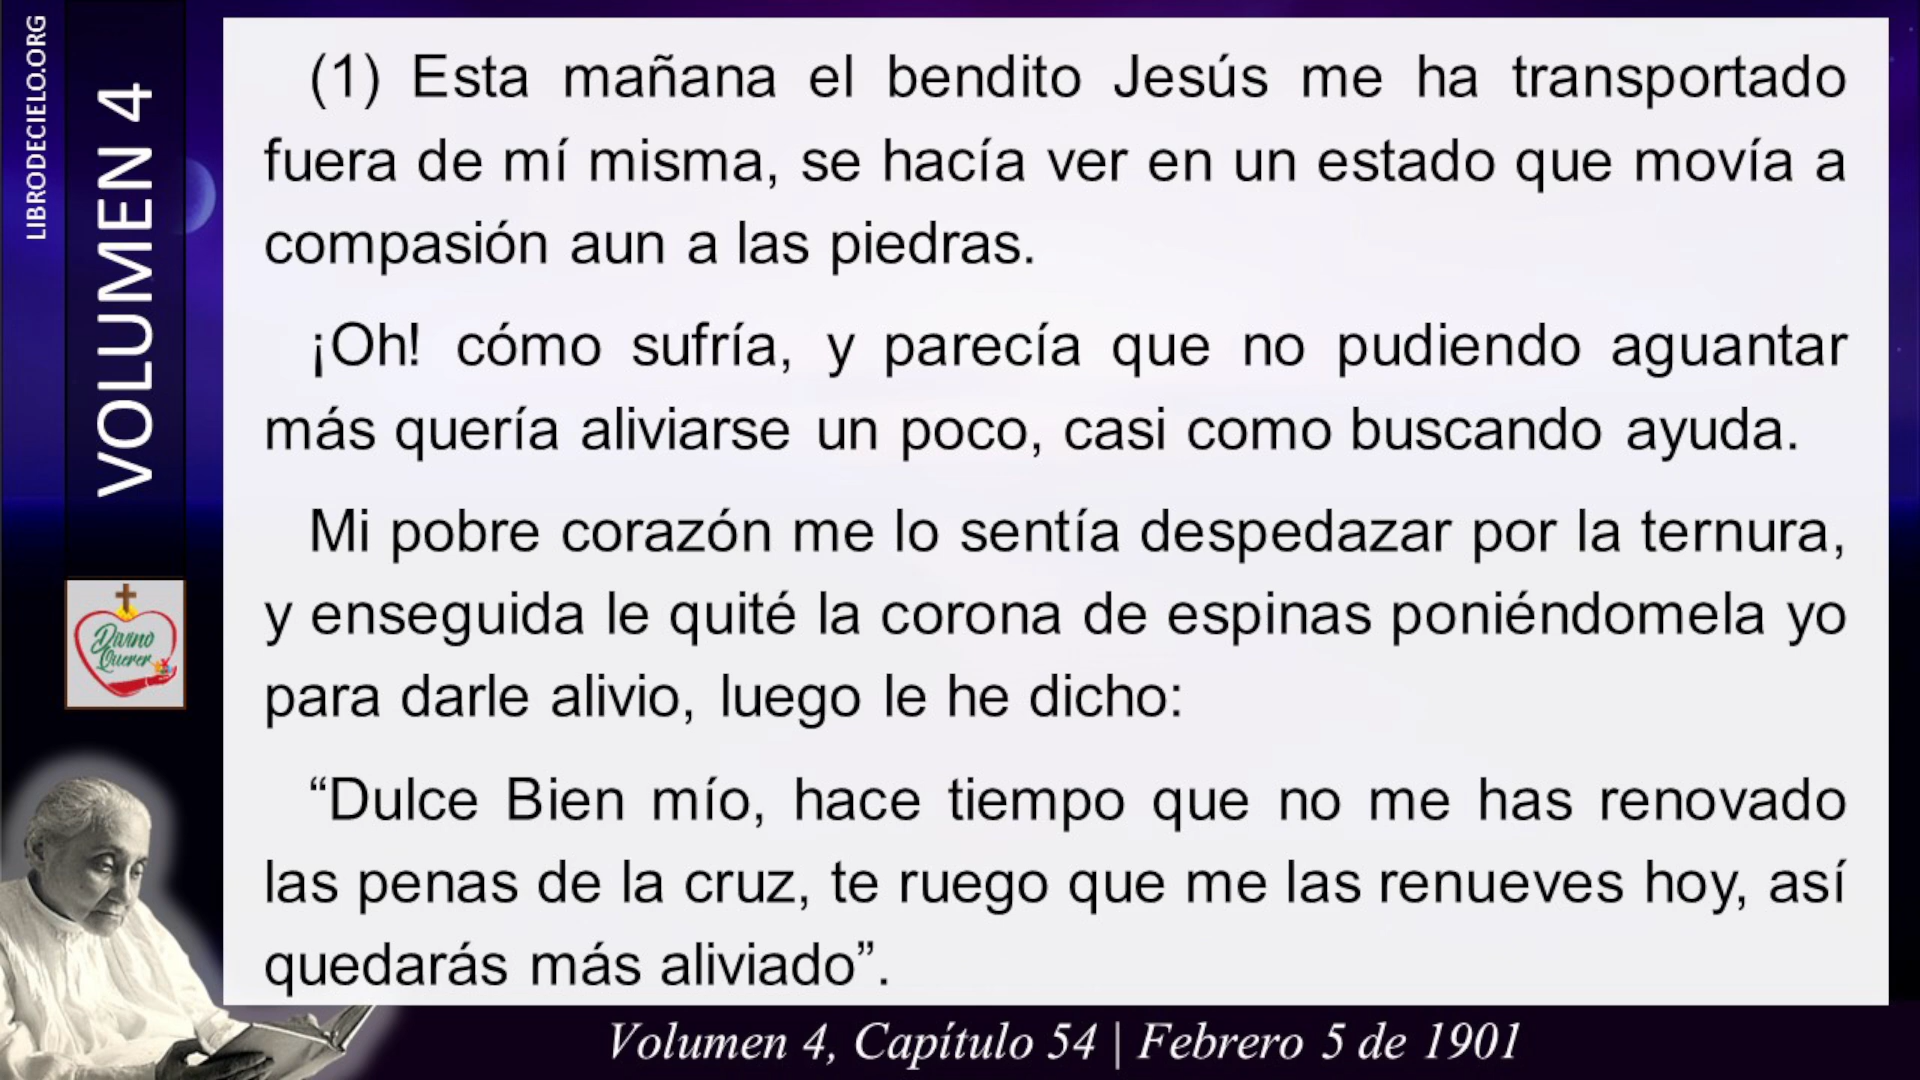 LIBRODECIELO.ORG
VOLUMEN 4
Divino
Querer
(1) Esta mañana el bendito Jesús me ha transportado
fuera de mí misma, se hacía ver en un estado que movía a
compasión aun a las piedras.
¡Oh! cómo sufría, y parecía que no pudiendo aguantar
más quería aliviarse un poco, casi como buscando ayuda.
Mi pobre corazón me lo sentía despedazar por la ternura,
y enseguida le quité la corona de espinas poniéndomela yo
para darle alivio, luego le he dicho:
“Dulce Bien mío, hace tiempo que no me has renovado
las penas de la cruz, te ruego que me las renueves hoy, así
quedarás más aliviado”.
Volumen 4, Capítulo 54 | Febrero 5 de 1901